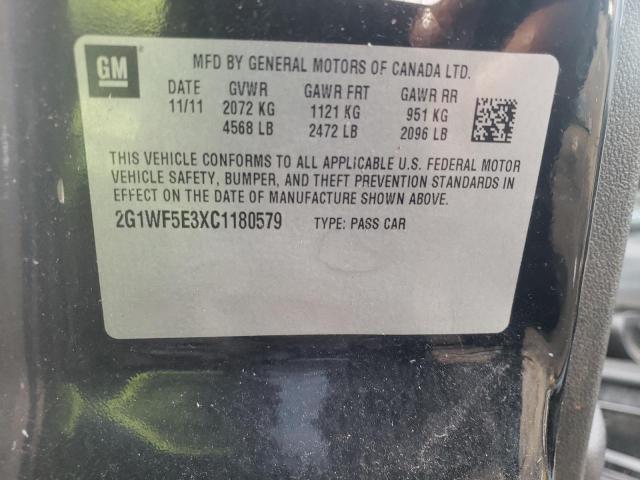 GM
MFD BY GENERAL MOTORS OF CANADA LTD.
DATE GVWR GAWR FRT GAWR RR
11/11 2072 KG 1121 KG 951 KG
4568 LB 2472 LB 2096 LB
THIS VEHICLE CONFORMS TO ALL APPLICABLE U.S. FEDERAL MOTOR
VEHICLE SAFETY, BUMPER, AND THEFT PREVENTION STANDARDS IN
EFFECT ON THE DATE OF MANUFACTURE SHOWN ABOVE.
2G1WF5E3XC1180579 TYPE: PASS CAR